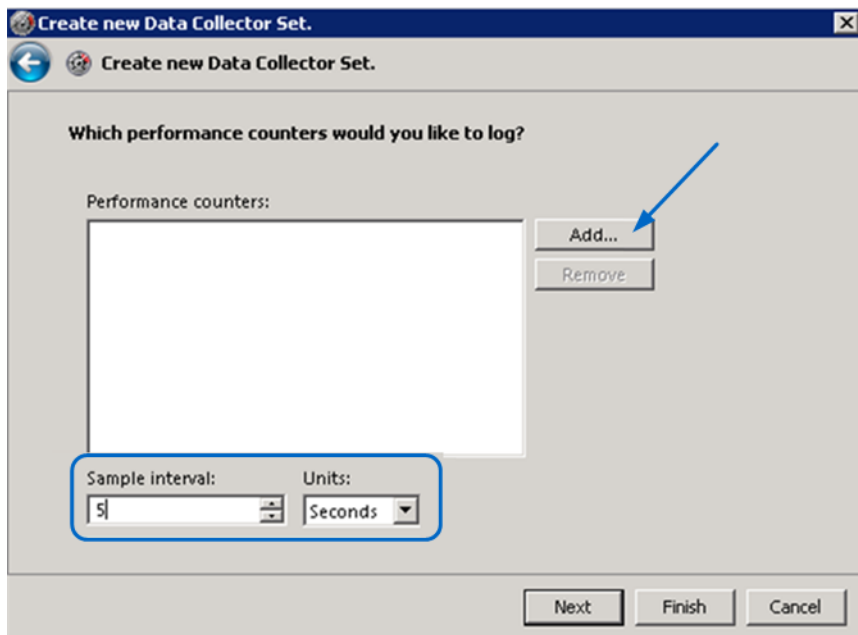 Create new Data Collector Set.
Create new Data Collector Set.
Which performance counters would you like to log?
Performance counters:
Add...
Remove
Sample interval: Units:
5 Seconds
Next Finish Cancel